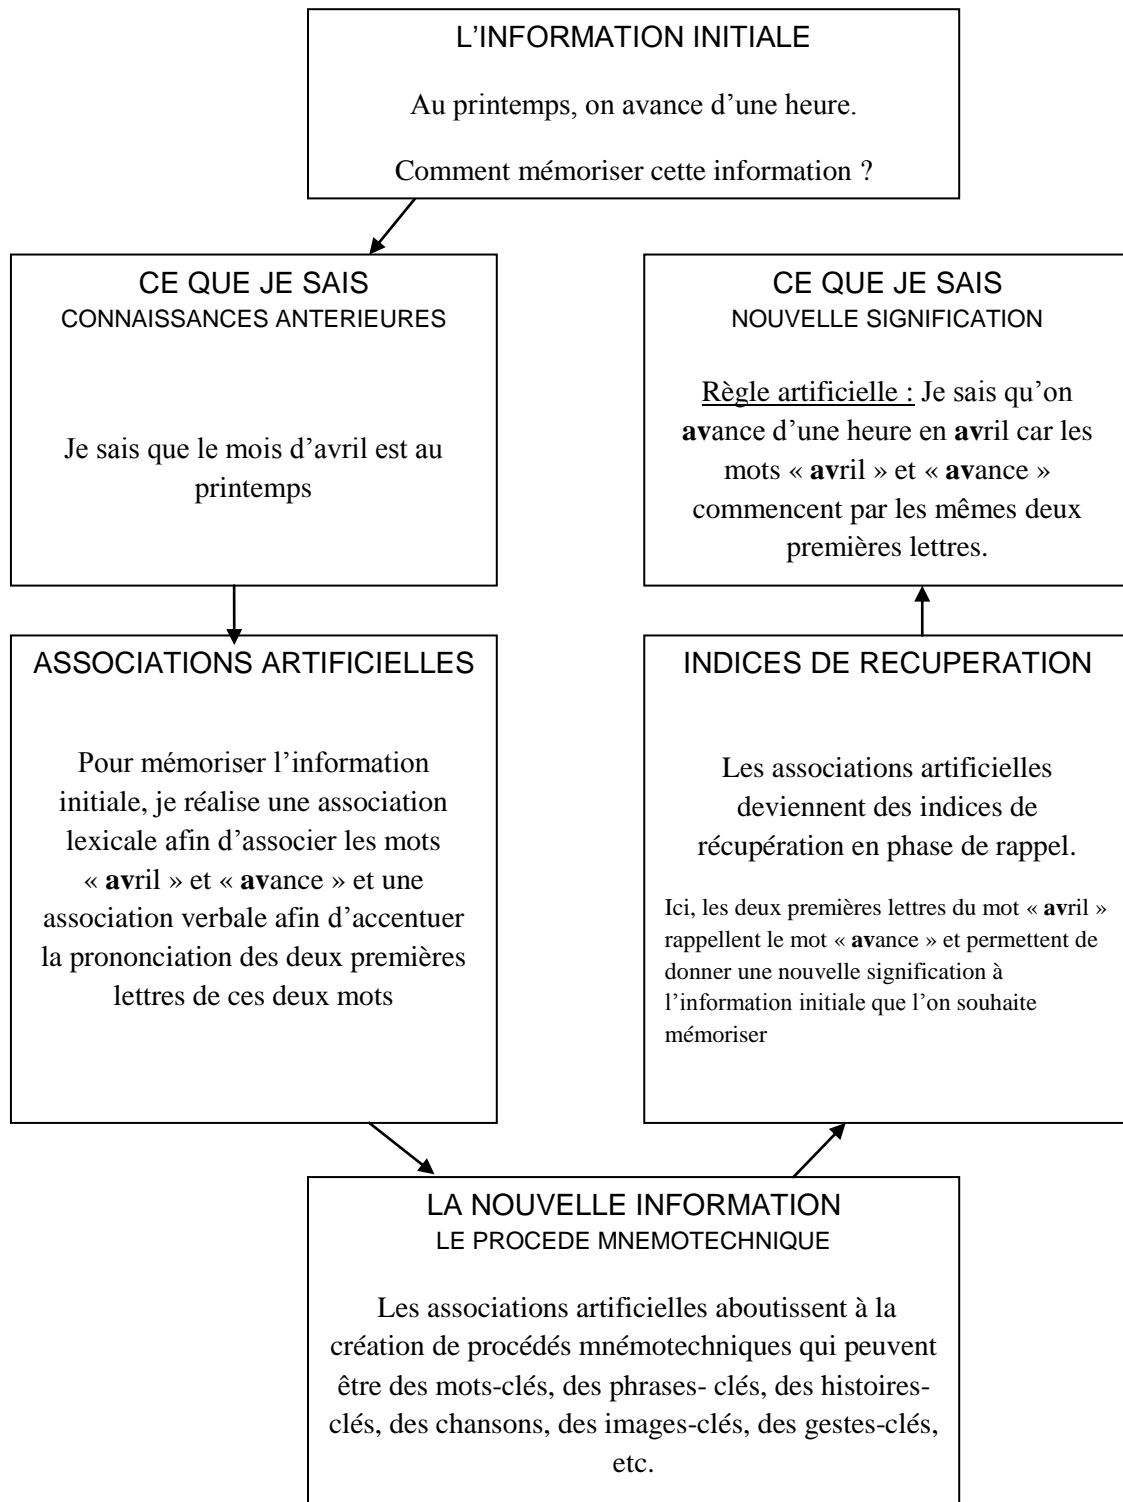 L'INFORMATION INITIALE
Au printemps, on avance d’une heure.
Comment mémoriser cette information ?
CE QUE JE SAIS
CONNAISSANCES ANTERIEURES
Je sais que le mois d’avril est au
printemps
CE QUE JE SAIS
NOUVELLE SIGNIFICATION
Règle artificielle : Je sais qu’on
avance d’une heure en avril car les
mots « avril » et « avance »
commencent par les mêmes deux
premières lettres.
ASSOCIATIONS ARTIFICIELLES
Pour mémoriser l’information
initiale, je réalise une association
lexicale afin d’associer les mots
« avril » et « avance » et une
association verbale afin d’accentuer
la prononciation des deux premières
lettres de ces deux mots
INDICES DE RECUPERATION
Les associations artificielles
deviennent des indices de
récupération en phase de rappel.
Ici, les deux premières lettres du mot « avril »
rappellent le mot « avance » et permettent de
donner une nouvelle signification à
l’information initiale que l’on souhaite
mémoriser
LA NOUVELLE INFORMATION
LE PROCEDE MNEMOTECHNIQUE
Les associations artificielles aboutissent à la
création de procédés mnémotechniques qui peuvent
être des mots-clés, des phrases- clés, des histoires-
clés, des chansons, des images-clés, des gestes-clés,
etc.